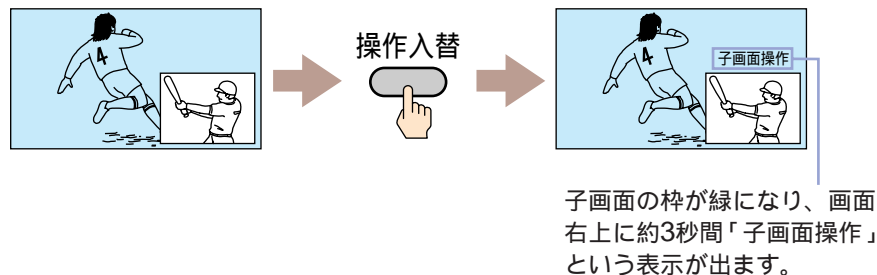 4
操作入替
4
子画面操作
子画面の枠が緑になり、画面
右上に約3秒間「子画面操作」
という表示が出ます。